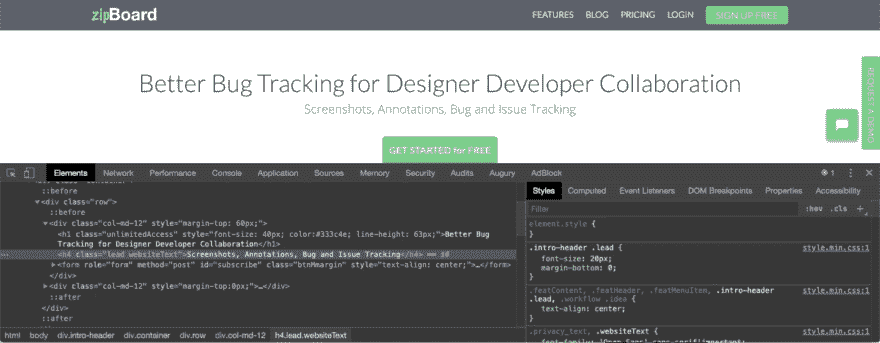 zipBoard
FEATURES BLOG PRICING LOGIN SIGN UP FREE
Better Bug Tracking for Designer Developer Collaboration
Screenshots, Annotations, Bug and Issue Tracking
REQUEST A DEMO
GET STARTED for FREE
Elements Network Performance Console Application Sources Memory Security Audits Augury AdBlock 1
::before
▼<div class="row">
::before
▼<div class="col-md-12" style="margin-top: 60px;">
<h1 class="unlimitedAccess" style="font-size: 40px; color:#333c4e; line-height: 63px;">Better Bug
Tracking for Designer Developer Collaboration</h1>
<h4 class="lead websiteText">Screenshots, Annotations, Bug and Issue Tracking</h4> == $0
▶<form role="form" method="post" id="subscribe" class="btnMmargin" style="text-align: center;">…</form>
</div>
▶<div class="col-md-12" style="margin-top:0px;">…</div>
::after
</div>
::after
html body div.intro-header div.container div.row div.col-md-12 h4.lead.websiteText
Styles Computed Event Listeners DOM Breakpoints Properties Accessibility
Filter :hov .cls +
element.style {
}
.intro-header .lead { style.min.css:1
font-size: 20px;
margin-bottom: 0;
}
.featContent, .featHeader, .featMenuItem, .intro-header style.min.css:1
.lead, .workflow .idea {
text-align: center;
}
.privacy_text, .websiteText { style.min.css:1